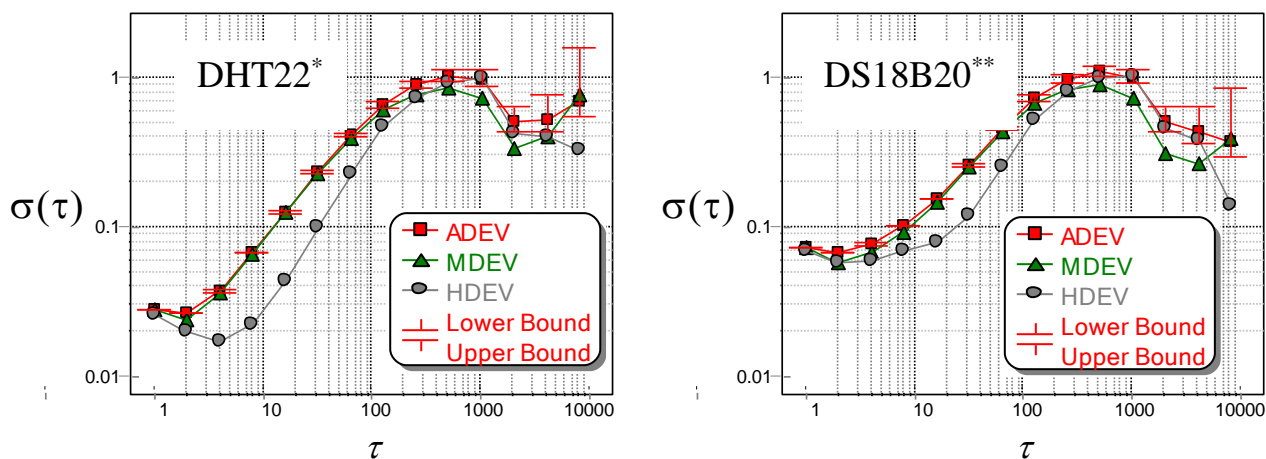 DHT22*
1
0.1
0.01
σ(τ)
ADEV
MDEV
HDEV
Lower Bound
Upper Bound
1 10 100 1000 10000
τ
DS18B20**
1
0.1
0.01
σ(τ)
ADEV
MDEV
HDEV
Lower Bound
Upper Bound
1 10 100 1000 10000
τ